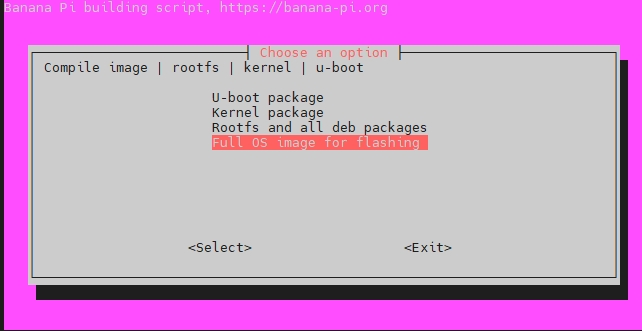 Banana Pi building script, https://banana-pi.org
Choose an option
Compile image | rootfs | kernel | u-boot
U-boot package
Kernel package
Rootfs and all deb packages
Full OS image for flashing
<Select> <Exit>